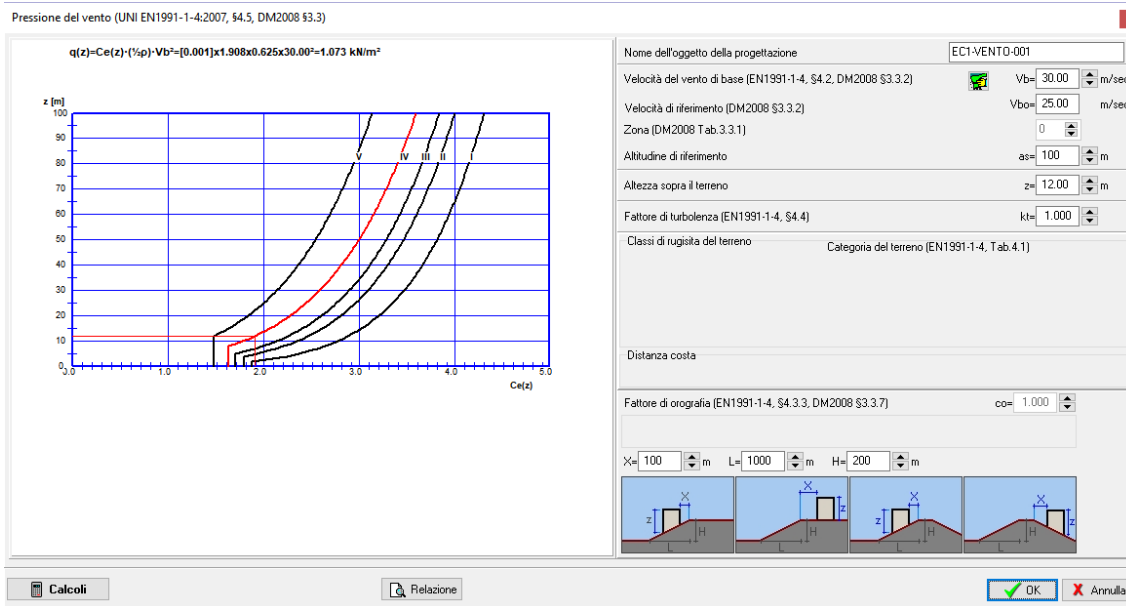 Pressione del vento (UNI EN1991-1-4:2007, §4.5, DM2008 §3.3)
q(z)=Ce(z)·(½ρ)·Vb²=[0.001]x1.908x0.625x30.00²=1.073 kN/m²
z [m]
100
90
80
70
60
50
40
30
20
10
0
V IV III II I
0.0 1.0 2.0 3.0 4.0 5.0
Ce(z)
Nome dell'oggetto della progettazione EC1-VENTO-001
Velocità del vento di base (EN1991-1-4, §4.2, DM2008 §3.3.2) Vb= 30.00 m/sec
Velocità di riferimento (DM2008 §3.3.2) Vbo= 25.00 m/sec
Zona (DM2008 Tab.3.3.1) 0
Altitudine di riferimento as= 100 m
Altezza sopra il terreno z= 12.00 m
Fattore di turbolenza (EN1991-1-4, §4.4) kt= 1.000
Classi di rugisita del terreno
Categoria del terreno (EN1991-1-4, Tab.4.1)
Distanza costa
Fattore di orografia (EN1991-1-4, §4.3.3, DM2008 §3.3.7) co= 1.000
X= 100 m L= 1000 m H= 200 m
X z H L
X z H L
X z H L
X z H L
Calcoli
Relazione
OK
Annulla